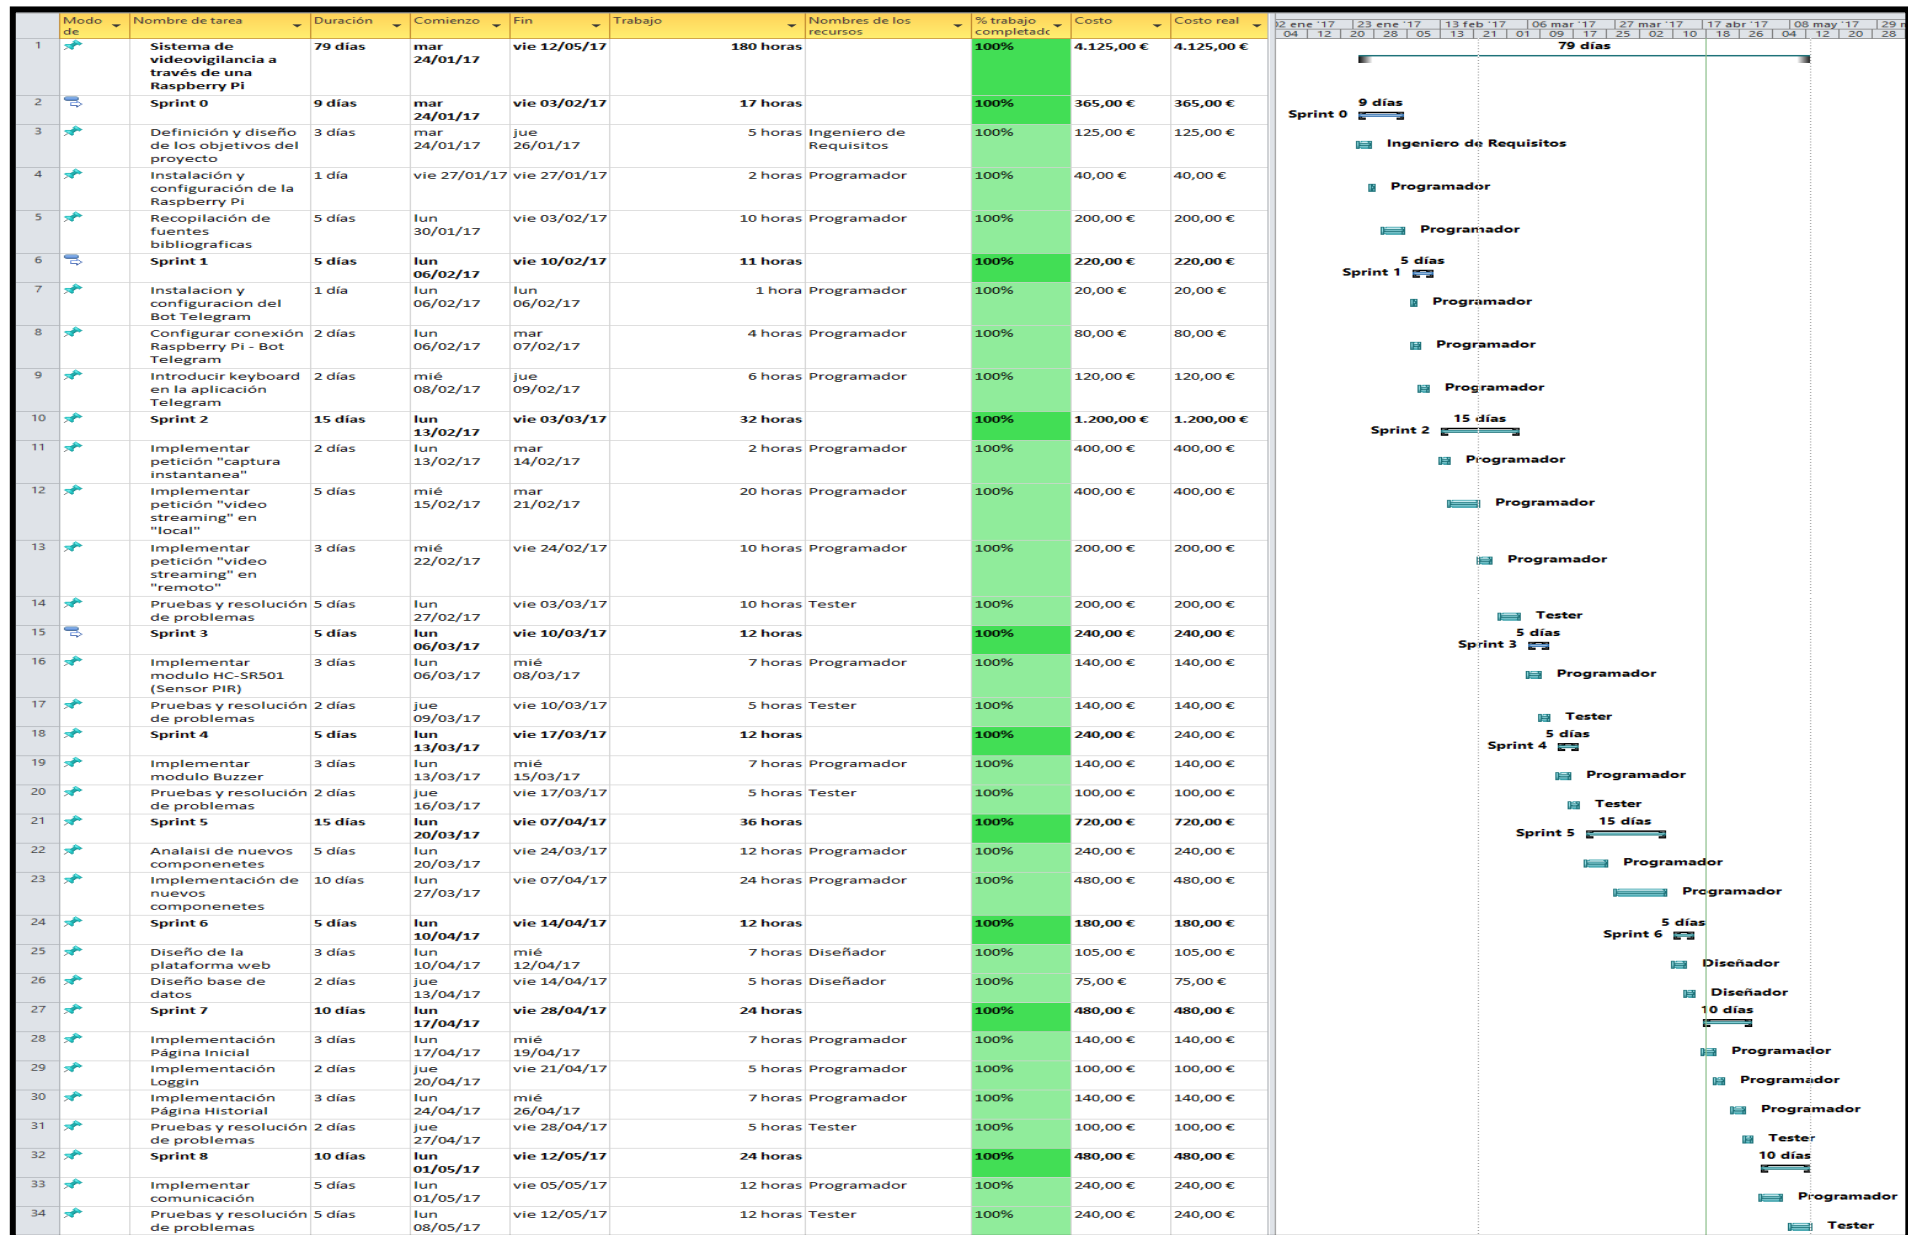 Modo de	Nombre de tarea	Duración	Comienzo	Fin	Trabajo	Nombres de los recursos	% trabajo completadc	Costo	Costo real
1	Sistema de videovigilancia a través de una Raspberry Pi	79 días	mar 24/01/17	vie 12/05/17	180 horas		100%	4.125,00 €	4.125,00 €
2	Sprint 0	9 días	mar 24/01/17	vie 03/02/17	17 horas		100%	365,00 €	365,00 €
3	Definición y diseño de los objetivos del proyecto	3 días	mar 24/01/17	jue 26/01/17	5 horas	Ingeniero de Requisitos	100%	125,00 €	125,00 €
4	Instalación y configuración de la Raspberry Pi	1 día	vie 27/01/17	vie 27/01/17	2 horas	Programador	100%	40,00 €	40,00 €
5	Recopilación de fuentes bibliograficas	5 días	lun 30/01/17	vie 03/02/17	10 horas	Programador	100%	200,00 €	200,00 €
6	Sprint 1	5 días	lun 06/02/17	vie 10/02/17	11 horas		100%	220,00 €	220,00 €
7	Instalacion y configuracion del Bot Telegram	1 día	lun 06/02/17	lun 06/02/17	1 hora	Programador	100%	20,00 €	20,00 €
8	Configurar conexión Raspberry Pi - Bot Telegram	2 días	lun 06/02/17	mar 07/02/17	4 horas	Programador	100%	80,00 €	80,00 €
9	Introducir keyboard en la aplicación Telegram	2 días	mié 08/02/17	jue 09/02/17	6 horas	Programador	100%	120,00 €	120,00 €
10	Sprint 2	15 días	lun 13/02/17	vie 03/03/17	32 horas		100%	1.200,00 €	1.200,00 €
11	Implementar petición "captura instantanea"	2 días	lun 13/02/17	mar 14/02/17	2 horas	Programador	100%	400,00 €	400,00 €
12	Implementar petición "video streaming" en "local"	5 días	mié 15/02/17	mar 21/02/17	20 horas	Programador	100%	400,00 €	400,00 €
13	Implementar petición "video streaming" en "remoto"	3 días	mié 22/02/17	vie 24/02/17	10 horas	Programador	100%	200,00 €	200,00 €
14	Pruebas y resolución de problemas	5 días	lun 27/02/17	vie 03/03/17	10 horas	Tester	100%	200,00 €	200,00 €
15	Sprint 3	5 días	lun 06/03/17	vie 10/03/17	12 horas		100%	240,00 €	240,00 €
16	Implementar modulo HC-SR501 (Sensor PIR)	3 días	lun 06/03/17	mié 08/03/17	7 horas	Programador	100%	140,00 €	140,00 €
17	Pruebas y resolución de problemas	2 días	jue 09/03/17	vie 10/03/17	5 horas	Tester	100%	140,00 €	140,00 €
18	Sprint 4	5 días	lun 13/03/17	vie 17/03/17	12 horas		100%	240,00 €	240,00 €
19	Implementar modulo Buzzer	3 días	lun 13/03/17	mié 15/03/17	7 horas	Programador	100%	140,00 €	140,00 €
20	Pruebas y resolución de problemas	2 días	jue 16/03/17	vie 17/03/17	5 horas	Tester	100%	100,00 €	100,00 €
21	Sprint 5	15 días	lun 20/03/17	vie 07/04/17	36 horas		100%	720,00 €	720,00 €
22	Analaisi de nuevos componenetes	5 días	lun 20/03/17	vie 24/03/17	12 horas	Programador	100%	240,00 €	240,00 €
23	Implementación de nuevos componenetes	10 días	lun 27/03/17	vie 07/04/17	24 horas	Programador	100%	480,00 €	480,00 €
24	Sprint 6	5 días	lun 10/04/17	vie 14/04/17	12 horas		100%	180,00 €	180,00 €
25	Diseño de la plataforma web	3 días	lun 10/04/17	mié 12/04/17	7 horas	Diseñador	100%	105,00 €	105,00 €
26	Diseño base de datos	2 días	jue 13/04/17	vie 14/04/17	5 horas	Diseñador	100%	75,00 €	75,00 €
27	Sprint 7	10 días	lun 17/04/17	vie 28/04/17	24 horas		100%	480,00 €	480,00 €
28	Implementación Página Inicial	3 días	lun 17/04/17	mié 19/04/17	7 horas	Programador	100%	140,00 €	140,00 €
29	Implementación Loggin	2 días	jue 20/04/17	vie 21/04/17	5 horas	Programador	100%	100,00 €	100,00 €
30	Implementación Página Historial	3 días	lun 24/04/17	mié 26/04/17	7 horas	Programador	100%	140,00 €	140,00 €
31	Pruebas y resolución de problemas	2 días	jue 27/04/17	vie 28/04/17	5 horas	Tester	100%	100,00 €	100,00 €
32	Sprint 8	10 días	lun 01/05/17	vie 12/05/17	24 horas		100%	480,00 €	480,00 €
33	Implementar comunicación	5 días	lun 01/05/17	vie 05/05/17	12 horas	Programador	100%	240,00 €	240,00 €
34	Pruebas y resolución de problemas	5 días	lun 08/05/17	vie 12/05/17	12 horas	Tester	100%	240,00 €	240,00 €
02 ene '17	23 ene '17	13 feb '17	06 mar '17	27 mar '17	17 abr '17	08 may '17	29 n
04	12	20	28	05	13	21	01	09	17	25	02	10	18	26	04	12	20	28
79 días
9 días
Sprint 0
Ingeniero de Requisitos
Programador
Programador
5 días
Sprint 1
Programador
Programador
Programador
15 días
Sprint 2
Programador
Programador
Programador
Tester
5 días
Sprint 3
Programador
Tester
5 días
Sprint 4
Programador
Tester
15 días
Sprint 5
Programador
Programador
5 días
Sprint 6
Diseñador
Diseñador
10 días
Programador
Programador
Programador
Tester
10 días
Programador
Tester